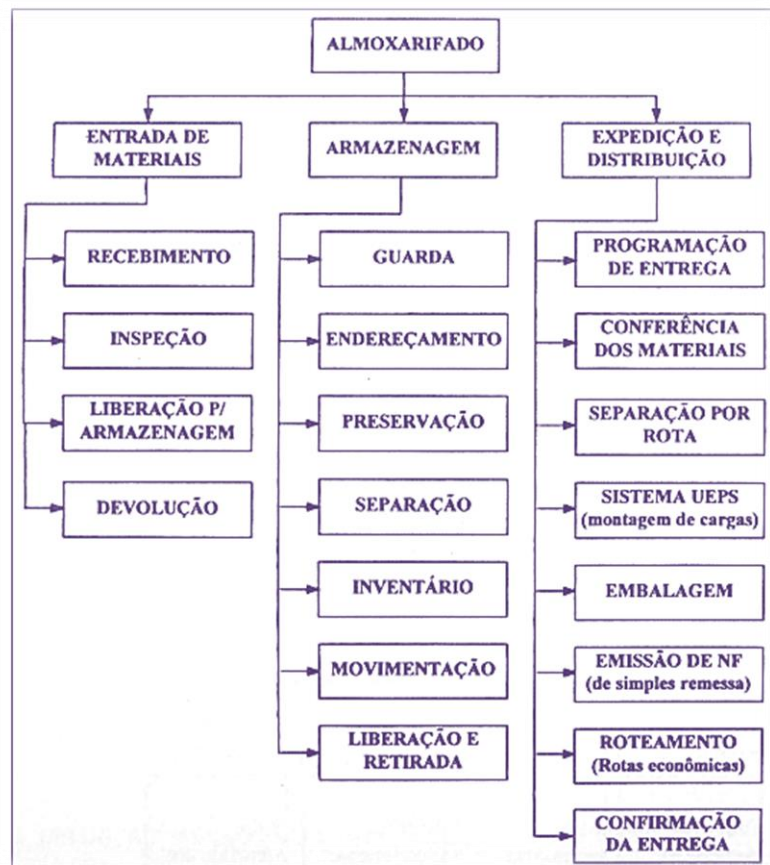 ALMOXARIFADO
ENTRADA DE
MATERIAIS
ARMAZENAGEM
EXPEDIÇÃO E
DISTRIBUIÇÃO
RECEBIMENTO
INSPEÇÃO
LIBERAÇÃO P/
ARMAZENAGEM
DEVOLUÇÃO
GUARDA
ENDEREÇAMENTO
PRESERVAÇÃO
SEPARAÇÃO
INVENTÁRIO
MOVIMENTAÇÃO
LIBERAÇÃO E
RETIRADA
PROGRAMAÇÃO
DE ENTREGA
CONFERÊNCIA
DOS MATERIAIS
SEPARAÇÃO POR
ROTA
SISTEMA UEPS
(montagem de cargas)
EMBALAGEM
EMISSÃO DE NF
(de simples remessa)
ROTEAMENTO
(Rotas econômicas)
CONFIRMAÇÃO
DA ENTREGA